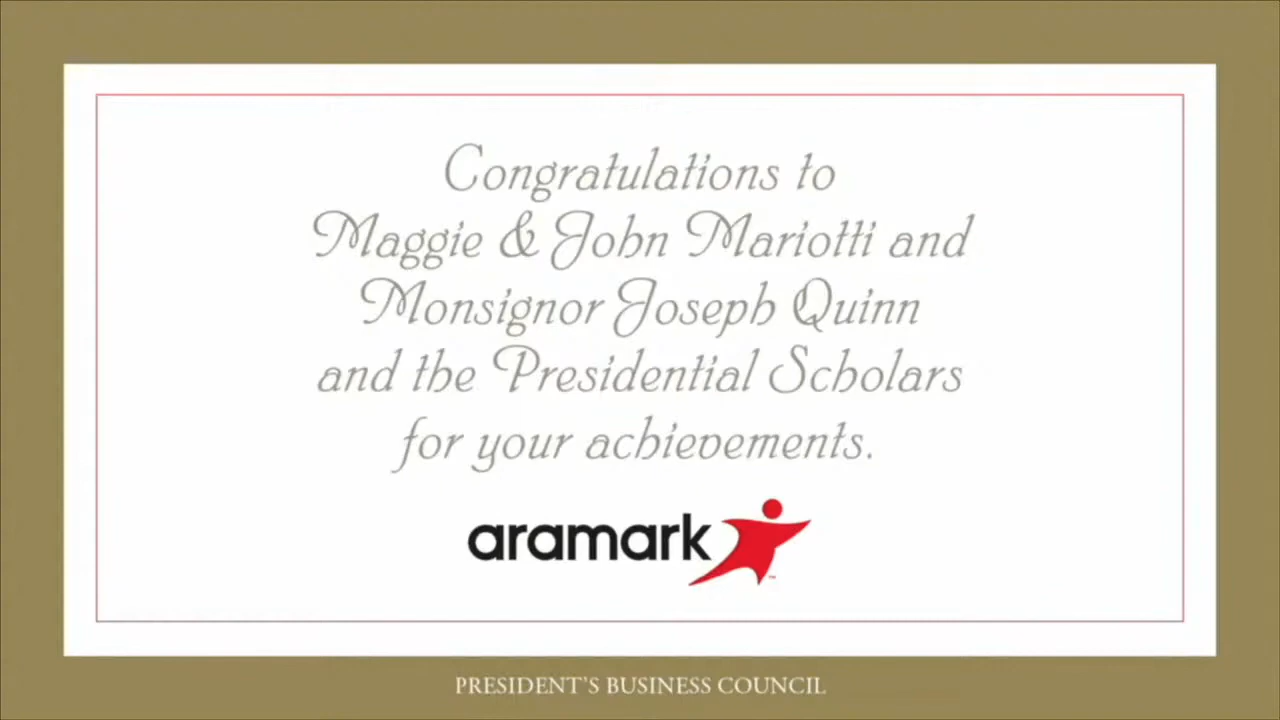 Congratulations to
Maggie & John Mariotti and
Monsignor Joseph Quinn
and the Presidential Scholars
for your achievements.
aramark
™
PRESIDENT'S BUSINESS COUNCIL